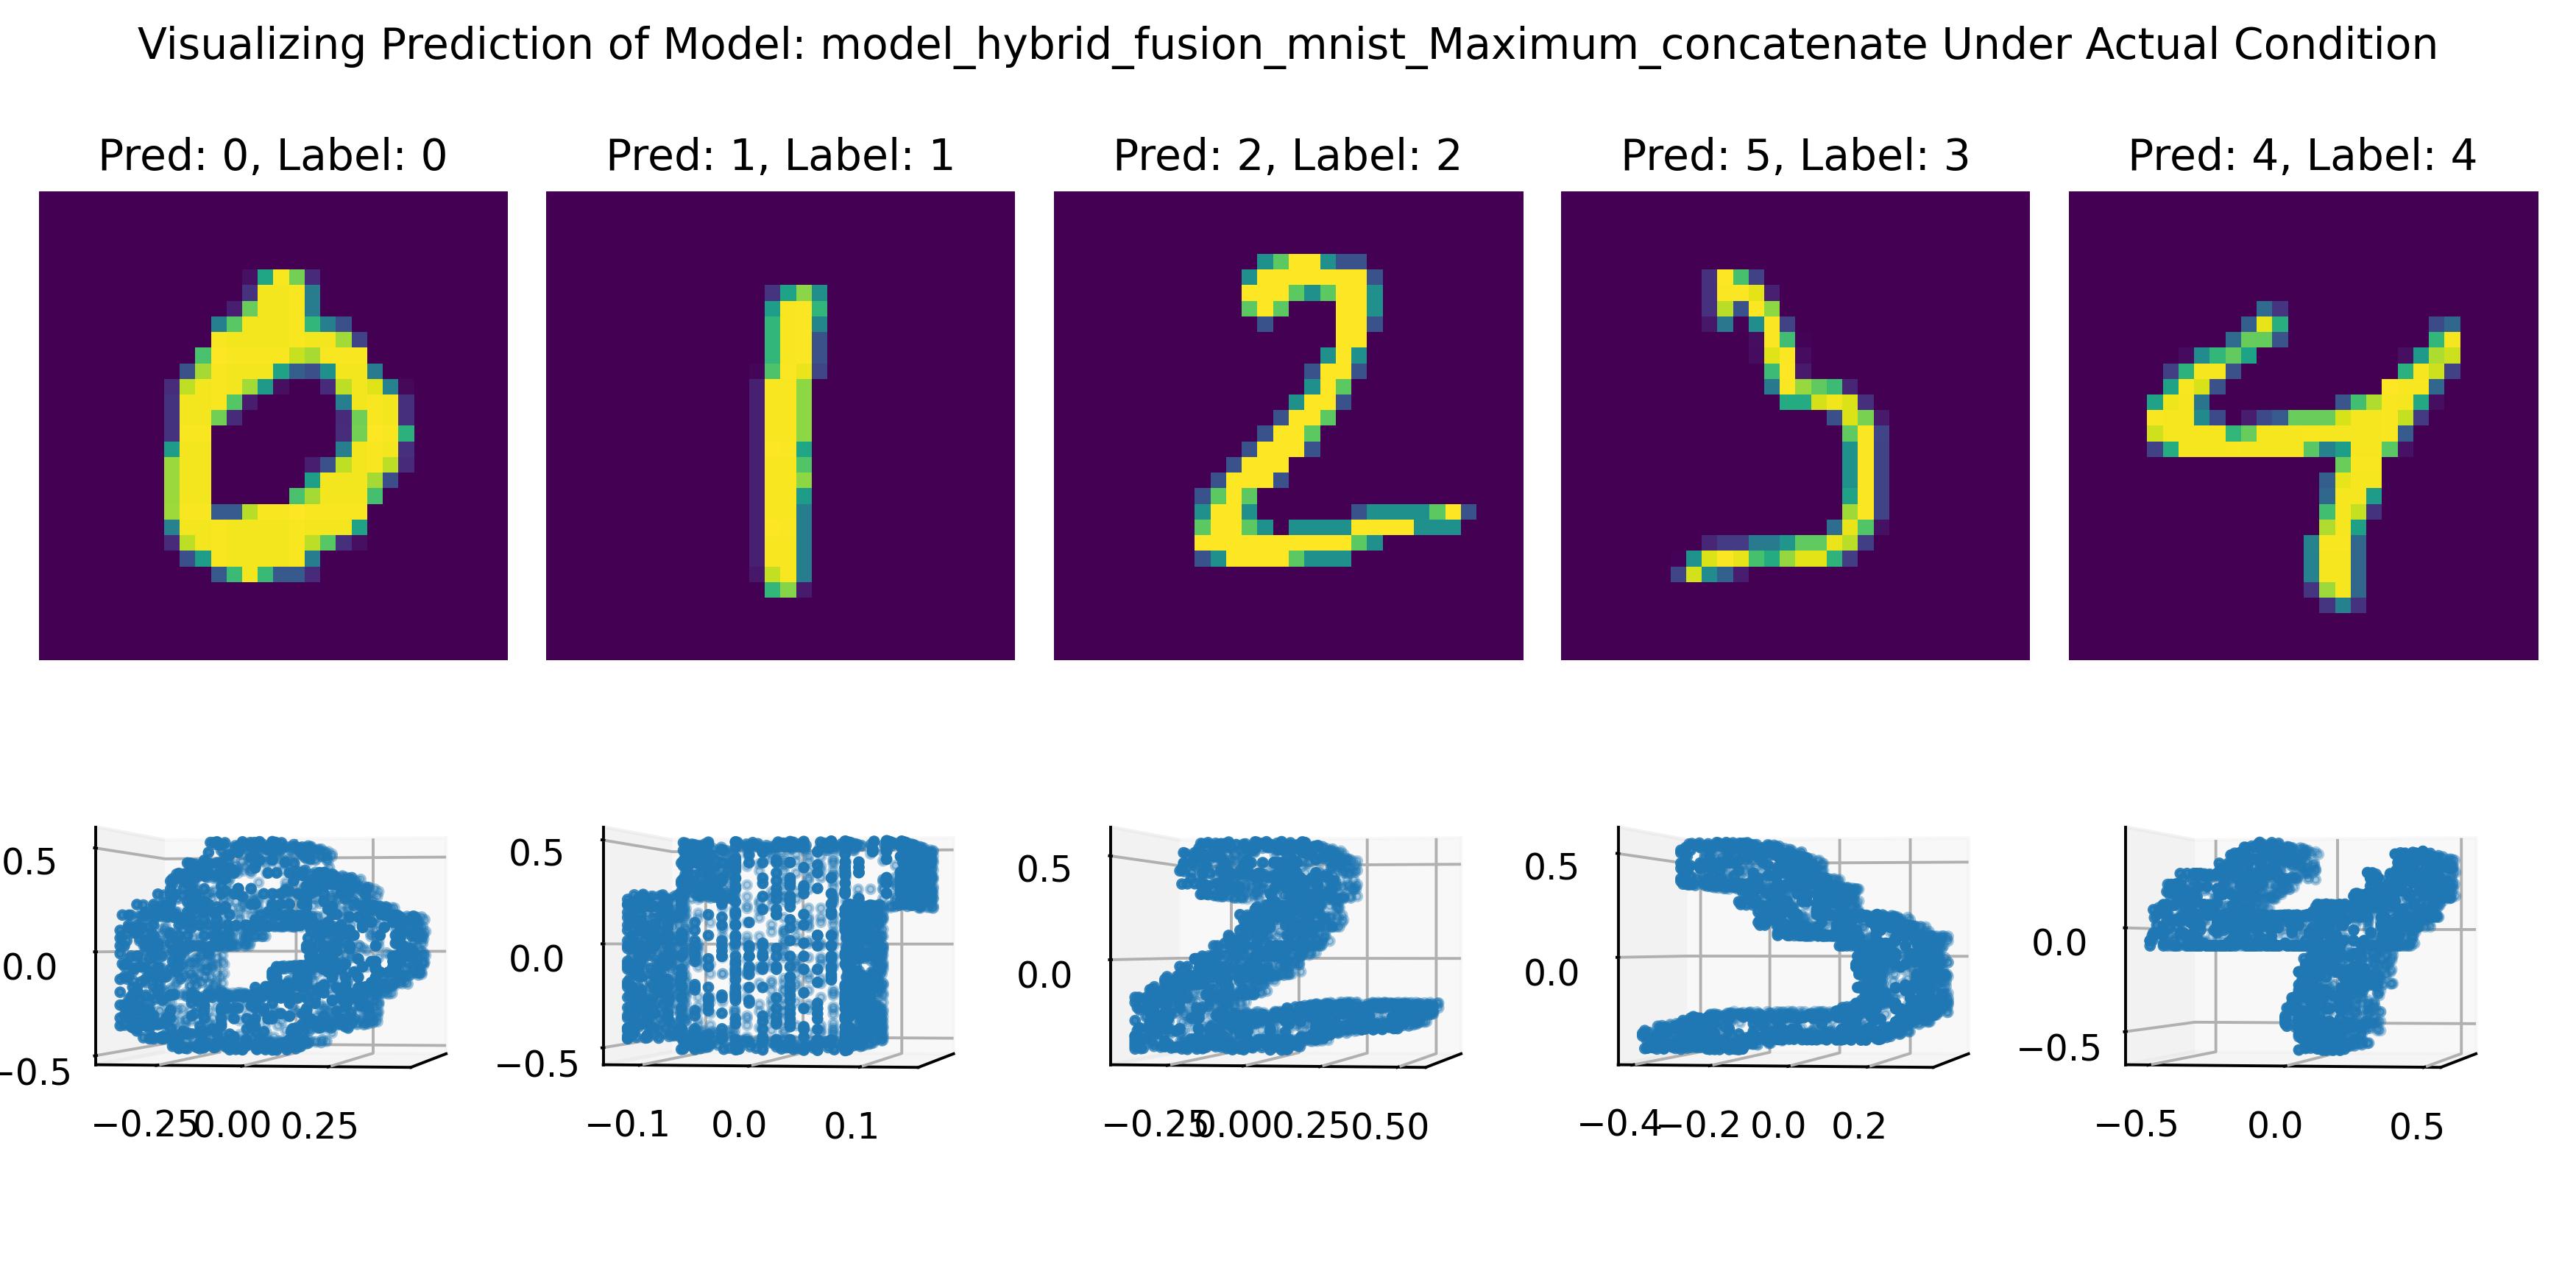 Visualizing Prediction of Model: model_hybrid_fusion_mnist_Maximum_concatenate Under Actual Condition
Pred: 0, Label: 0
Pred: 1, Label: 1
Pred: 2, Label: 2
Pred: 5, Label: 3
Pred: 4, Label: 4
0.5
0.0
−0.5
−0.25 0.00 0.25
0.5
0.0
−0.5
−0.1 0.0 0.1
0.5
0.0
−0.25 0.00 0.25 0.50
0.5
0.0
−0.4 −0.2 0.0 0.2
0.0
−0.5
−0.5 0.0 0.5